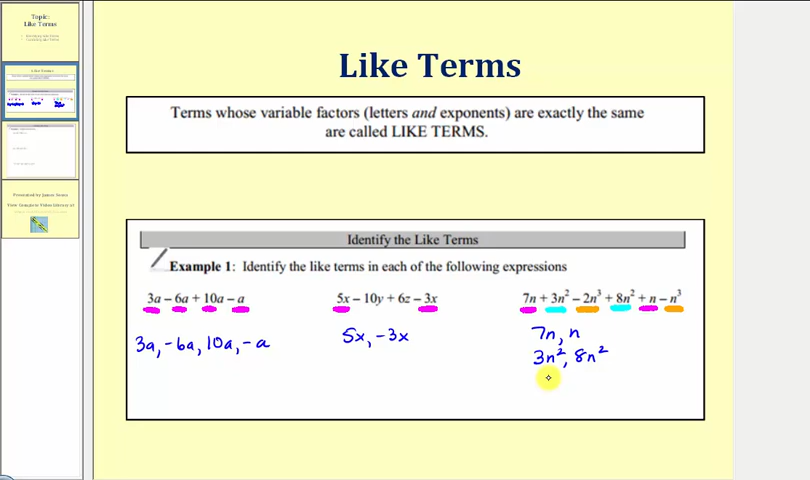 Topic:
Like Terms
Like Terms
Like Terms
Terms whose variable factors (letters and exponents) are exactly the same
are called LIKE TERMS.
Identify the Like Terms
Example 1: Identify the like terms in each of the following expressions
3a – 6a + 10a – a
5x – 10y + 6z – 3x
7n + 3n² – 2n³ + 8n² + n – n³
3a, -6a, 10a, -a
5x, -3x
7n, n
3n², 8n²